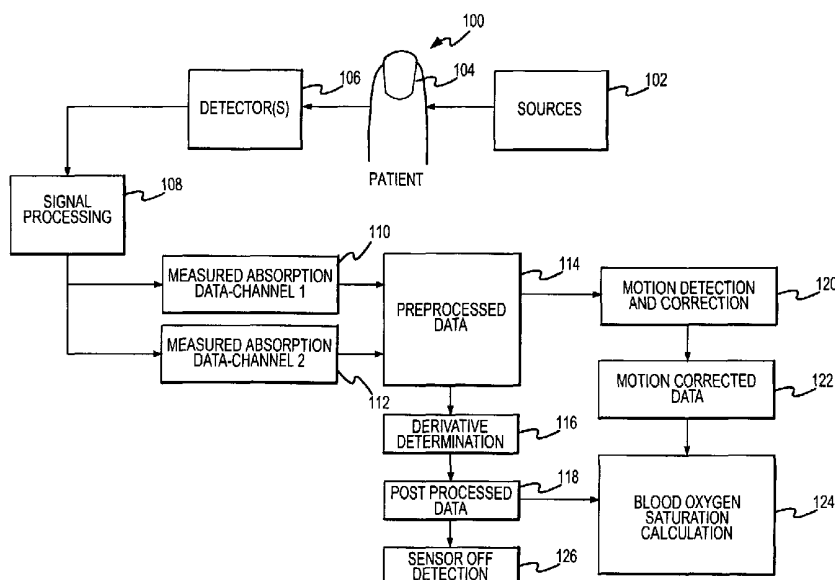 100
106
104
102
DETECTOR(S)
SOURCES
PATIENT
108
SIGNAL
PROCESSING
110
MEASURED ABSORPTION
DATA-CHANNEL 1
114
PREPROCESSED
DATA
120
MOTION DETECTION
AND CORRECTION
MEASURED ABSORPTION
DATA-CHANNEL 2
112
122
MOTION CORRECTED
DATA
116
DERIVATIVE
DETERMINATION
118
POST PROCESSED
DATA
124
BLOOD OXYGEN
SATURATION
CALCULATION
126
SENSOR OFF
DETECTION